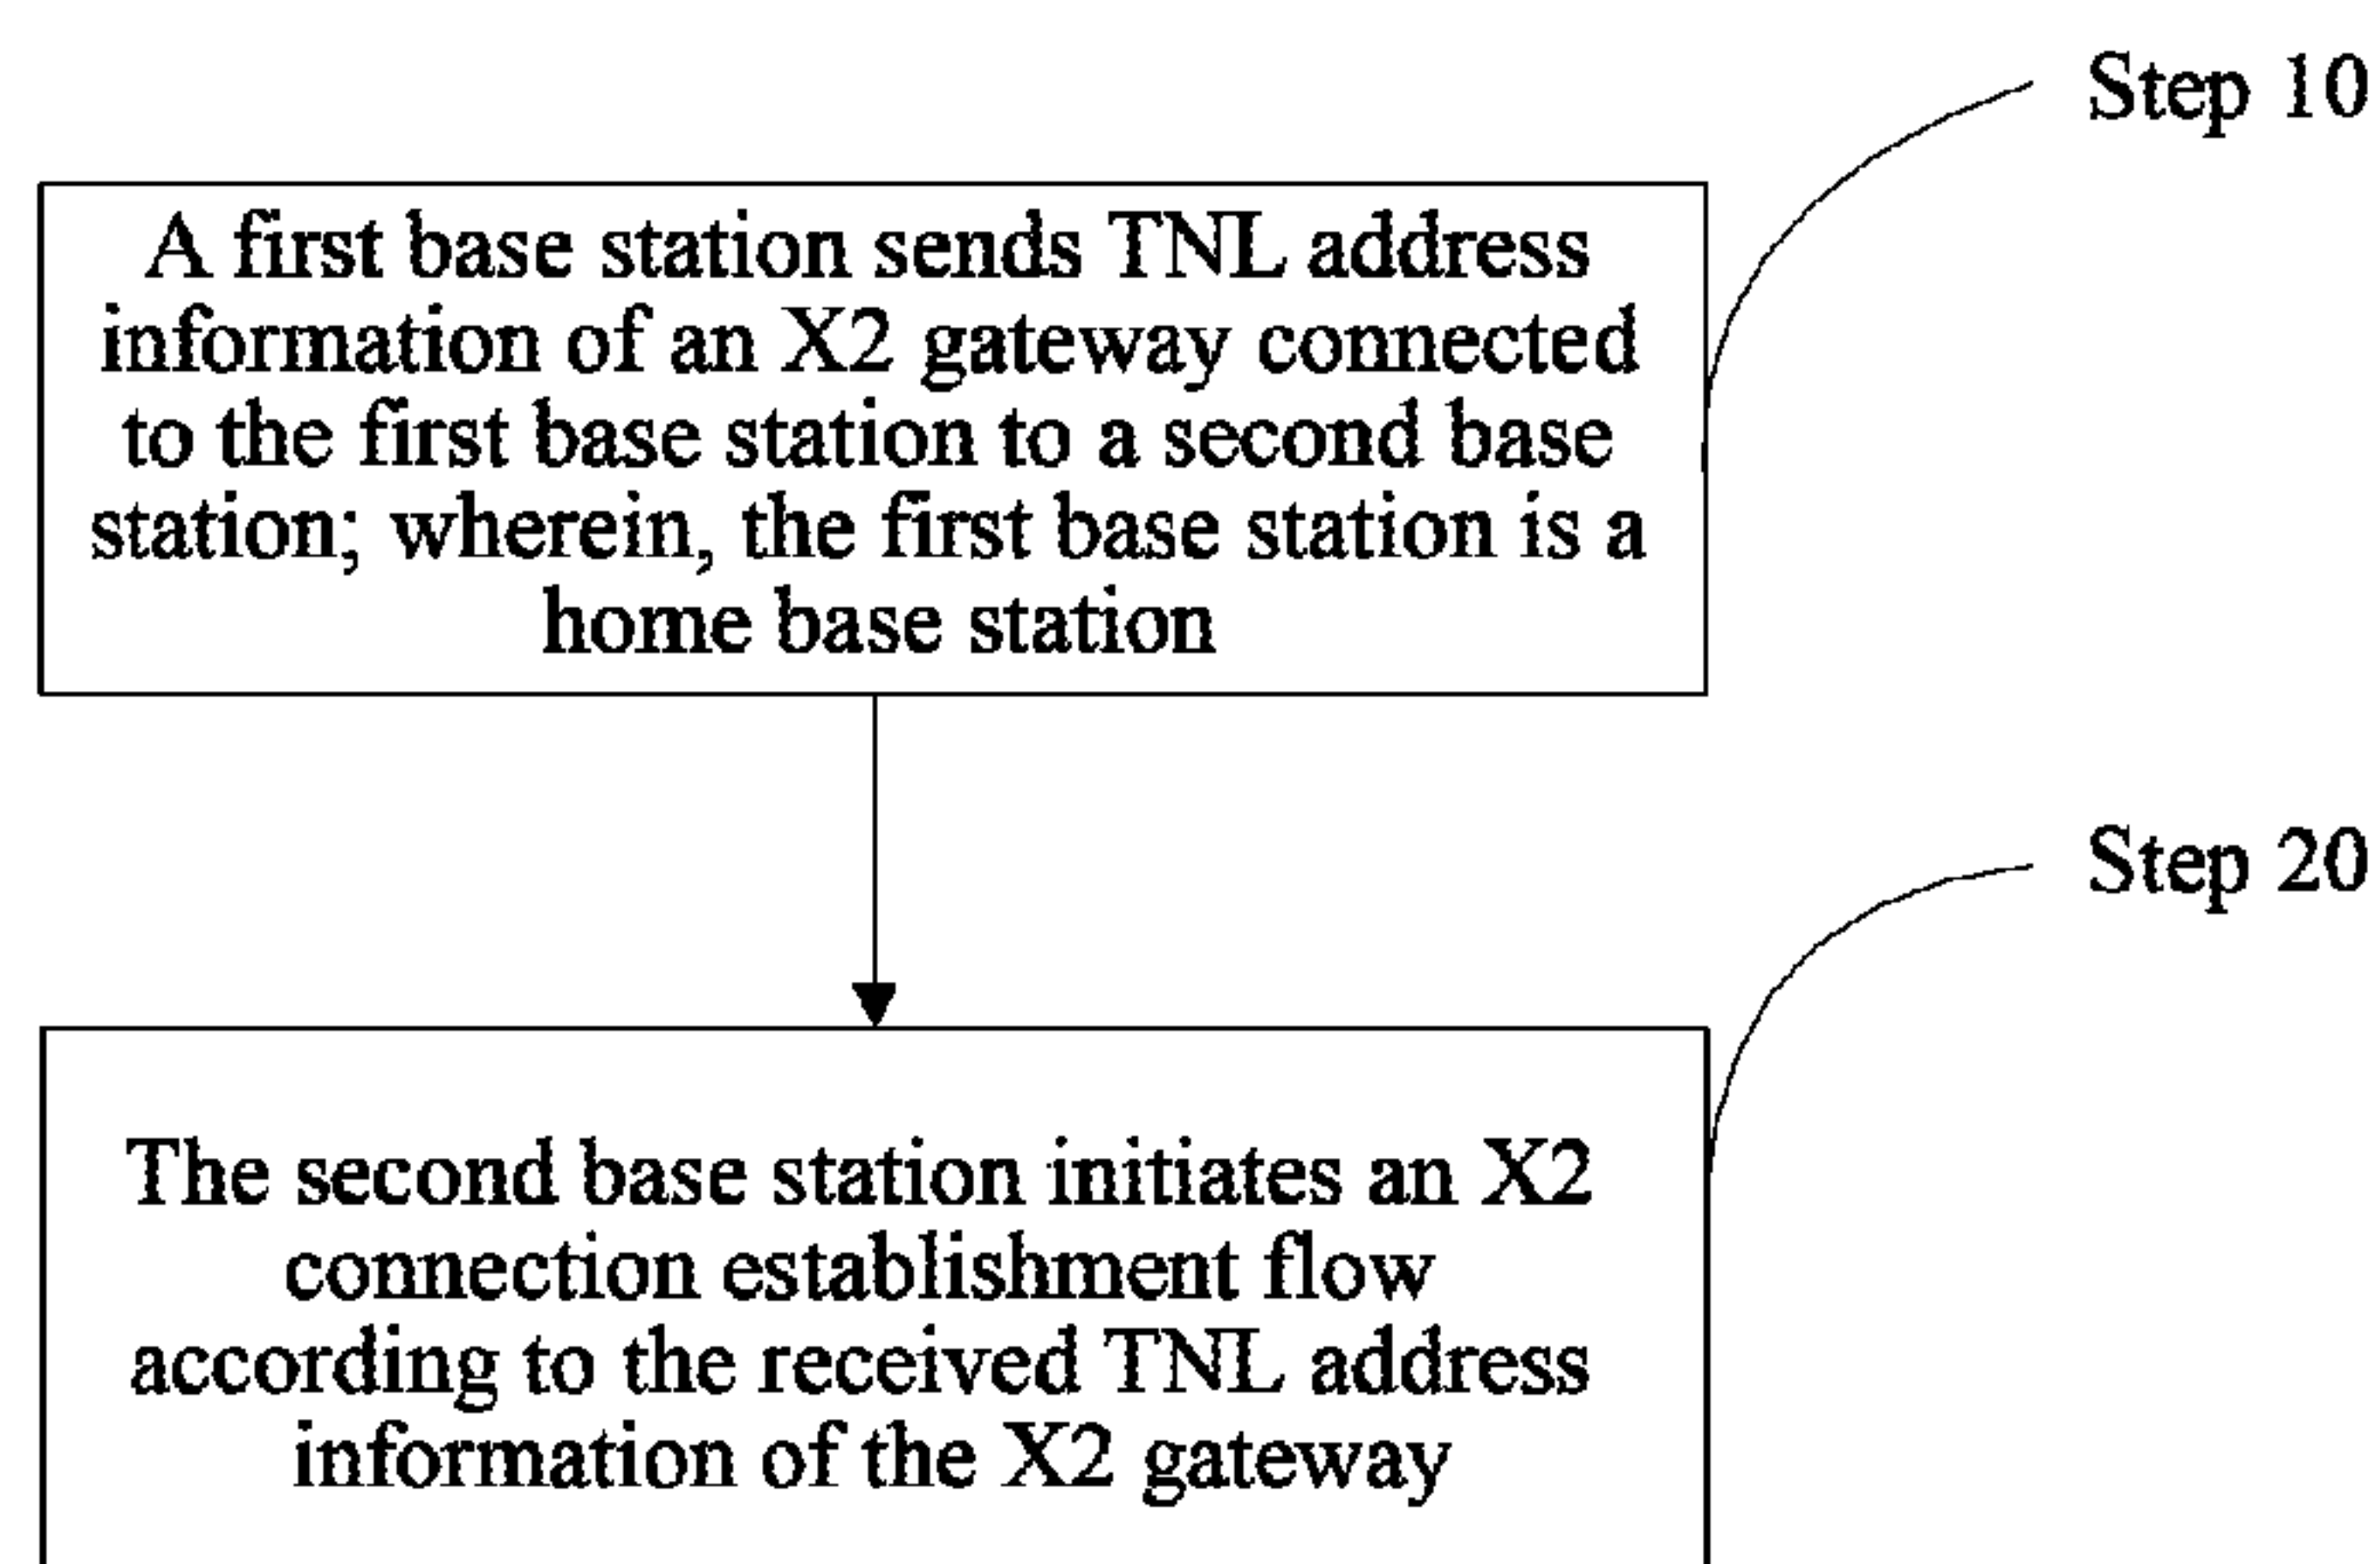 Step 10
A first base station sends TNL address
information of an X2 gateway connected
to the first base station to a second base
station; wherein, the first base station is a
home base station
Step 20
The second base station initiates an X2
connection establishment flow
according to the received TNL address
information of the X2 gateway